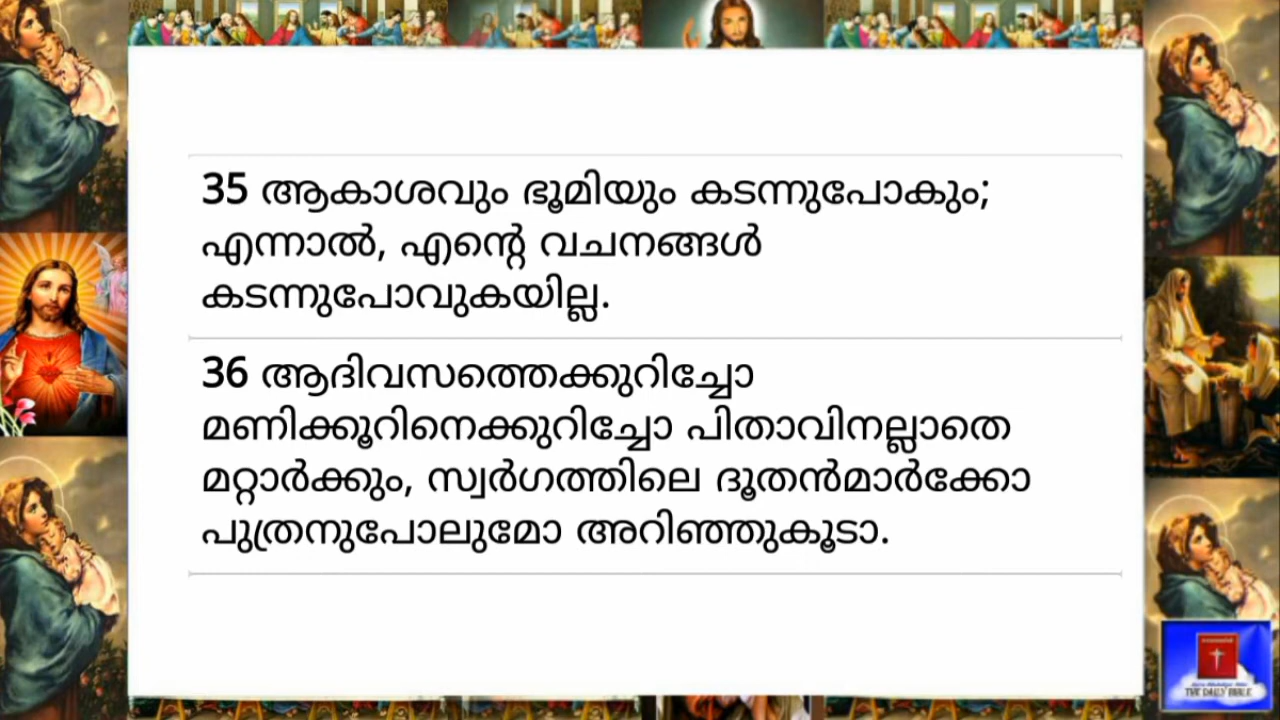 35 ആകാശവും ഭൂമിയും കടന്നുപോകും;
എന്നാൽ, എന്റെ വചനങ്ങൾ
കടന്നുപോവുകയില്ല.
36 ആദിവസത്തെക്കുറിച്ചോ
മണിക്കൂറിനെക്കുറിച്ചോ പിതാവിനല്ലാതെ
മറ്റാർക്കും, സ്വർഗത്തിലെ ദൂതൻമാർക്കോ
പുത്രനുപോലുമോ അറിഞ്ഞുകൂടാ.
THE DAILY BIBLE